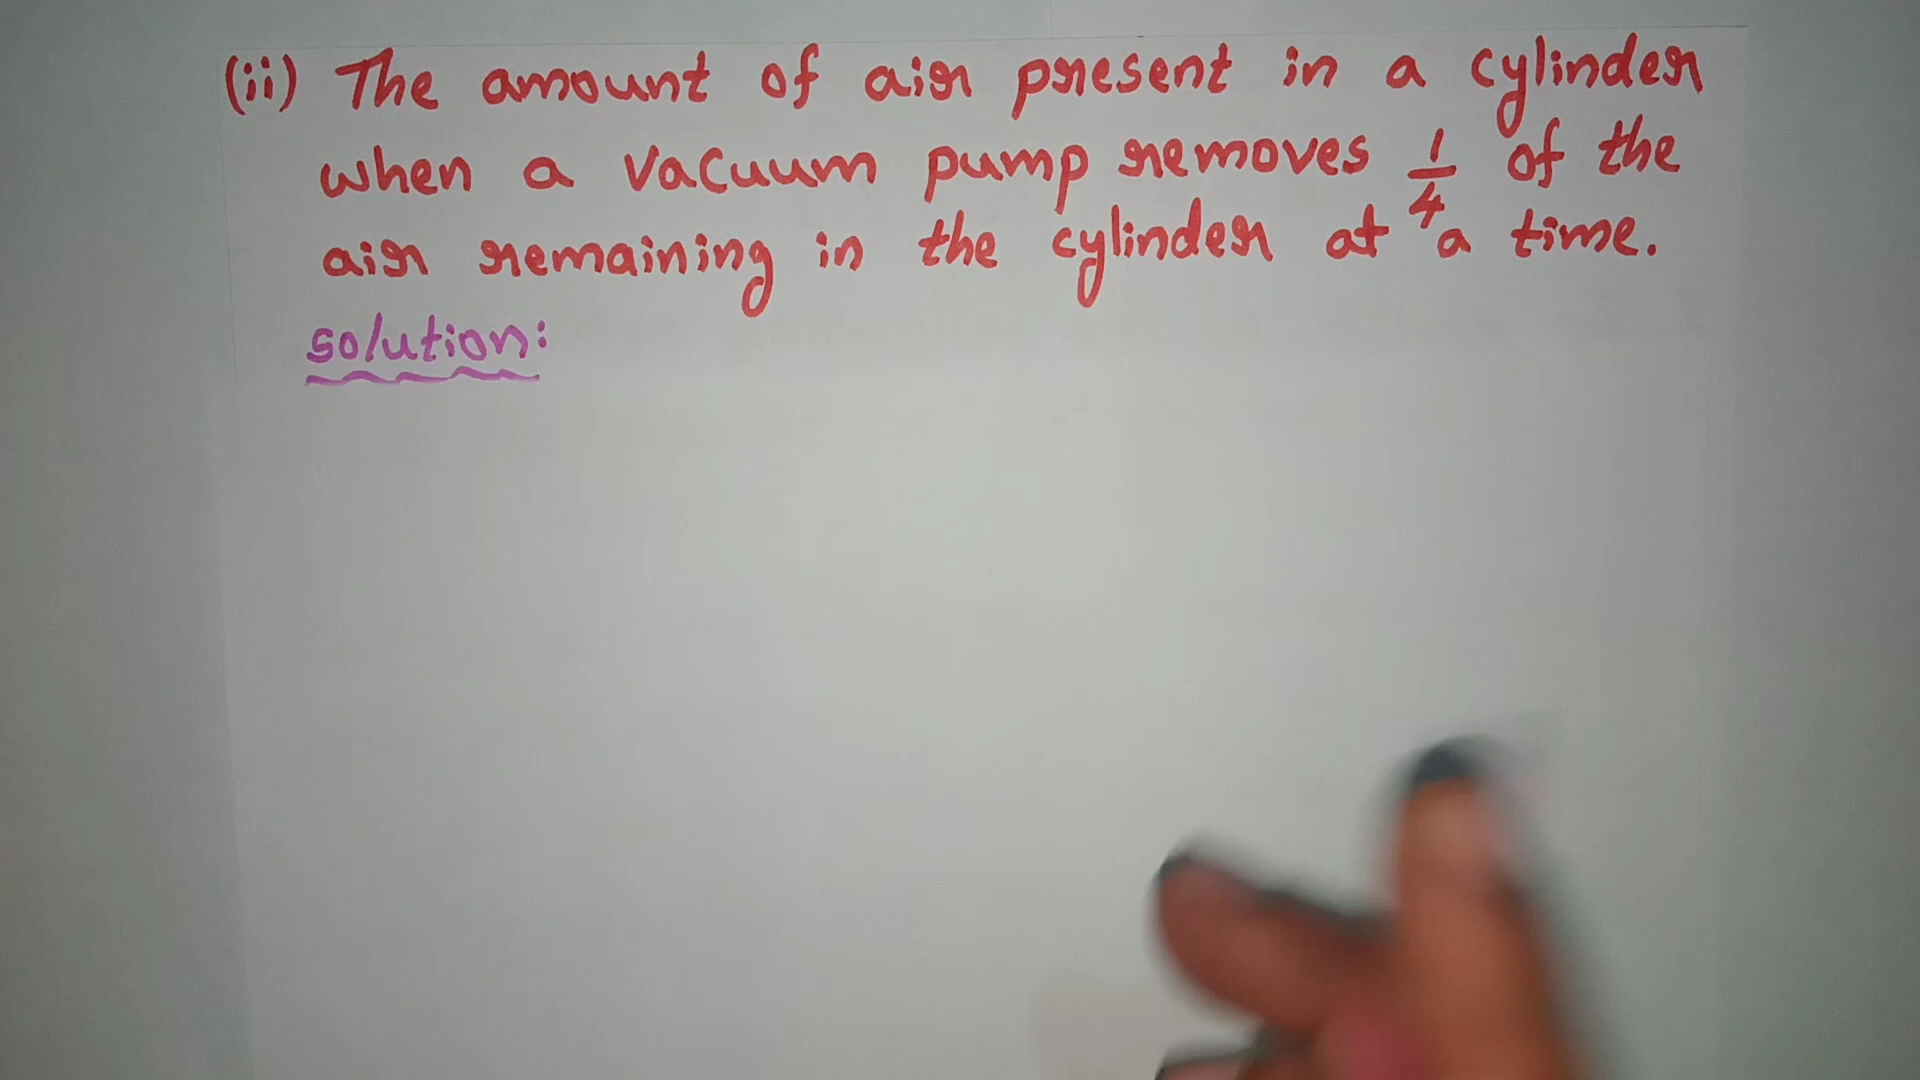 (ii) The amount of air present in a cylinder
when a vacuum pump removes 1/4 of the
air remaining in the cylinder at a time.
solution: